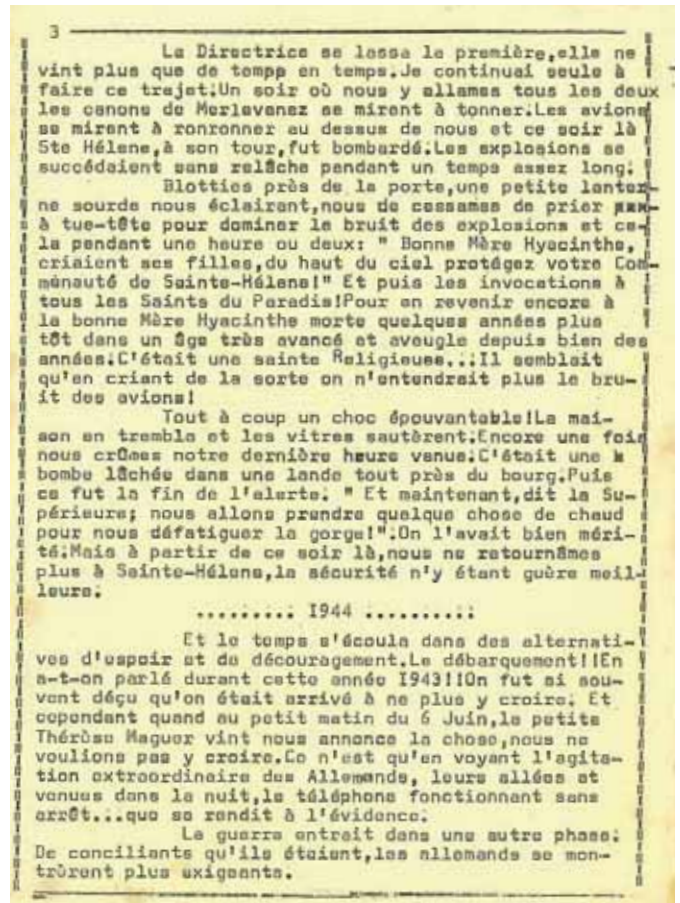 3
La Directrice se lassa la première,elle ne
vint plus que de tempp en temps.Je continuai seule à
faire ce trajet.Un soir où nous y allames tous les deux
les canons de Merlevenez se mirent à tonner.Les avions
se mirent à ronronner au dessus de nous et ce soir là
Ste Hélene,à son tour,fut bombardé.Les explosions se
succédaient sans relâche pendant un temps assez long.
Blotties près de la porte,une petite lanter-
ne sourde nous éclairant,nous de cessames de prier
à tue-tête pour dominer le bruit des explosions et ce-
la pendant une heure ou deux: " Bonne Mère Hyacinthe,
criaient ses filles,du haut du ciel protégez votre Com-
ménauté de Sainte-Hélène!" Et puis les invocations à
tous les Saints du Paradis!Pour en revenir encore à
la bonne Mère Hyacinthe morte quelques années plus
tôt dans un âge très avancé et aveugle depuis bien des
années.C'était une sainte Religieuse...Il semblait
qu'en criant de la sorte on n'entendrait plus le bru-
it des avions!
Tout à coup un choc épouvantable!La mai-
son en trembla et les vitres sautèrent.Encore une fois
nous crûmes notre dernière heure venue.C'était une
bombe lâchée dans une lande tout près du bourg.Puis
ce fut la fin de l'alerte. " Et maintenant,dit la Su-
périeure; nous allons prendre quelque chose de chaud
pour nous défatiguer la gorge!".On l'avait bien méri-
té.Mais à partir de ce soir là,nous ne retournâmes
plus à Sainte-Hélène,la sécurité n'y étant guère meil-
leure.
......... I944 ..........
Et le temps s'écoula dans des alternati-
ves d'espoir et de découragement.Le débarquement!!En
a-t-on parlé durant cette année I943!!On fut si sou-
vent déçu qu'on était arrivé à ne plus y croire. Et
cependant quand au petit matin du 6 Juin,la petite
Thérèse Maguer vint nous annonce la chose,nous ne
voulions pas y croire.Ce n'est qu'en voyant l'agita-
tion extraordinaire des Allemands, leurs allées et
venues dans la nuit,le téléphone fonctionnant sans
arrêt...que se rendit à l'évidence.
La guerre entrait dans une autre phase.
De conciliants qu'ils étaient,les allemands se mon-
trèrent plus exigeants.